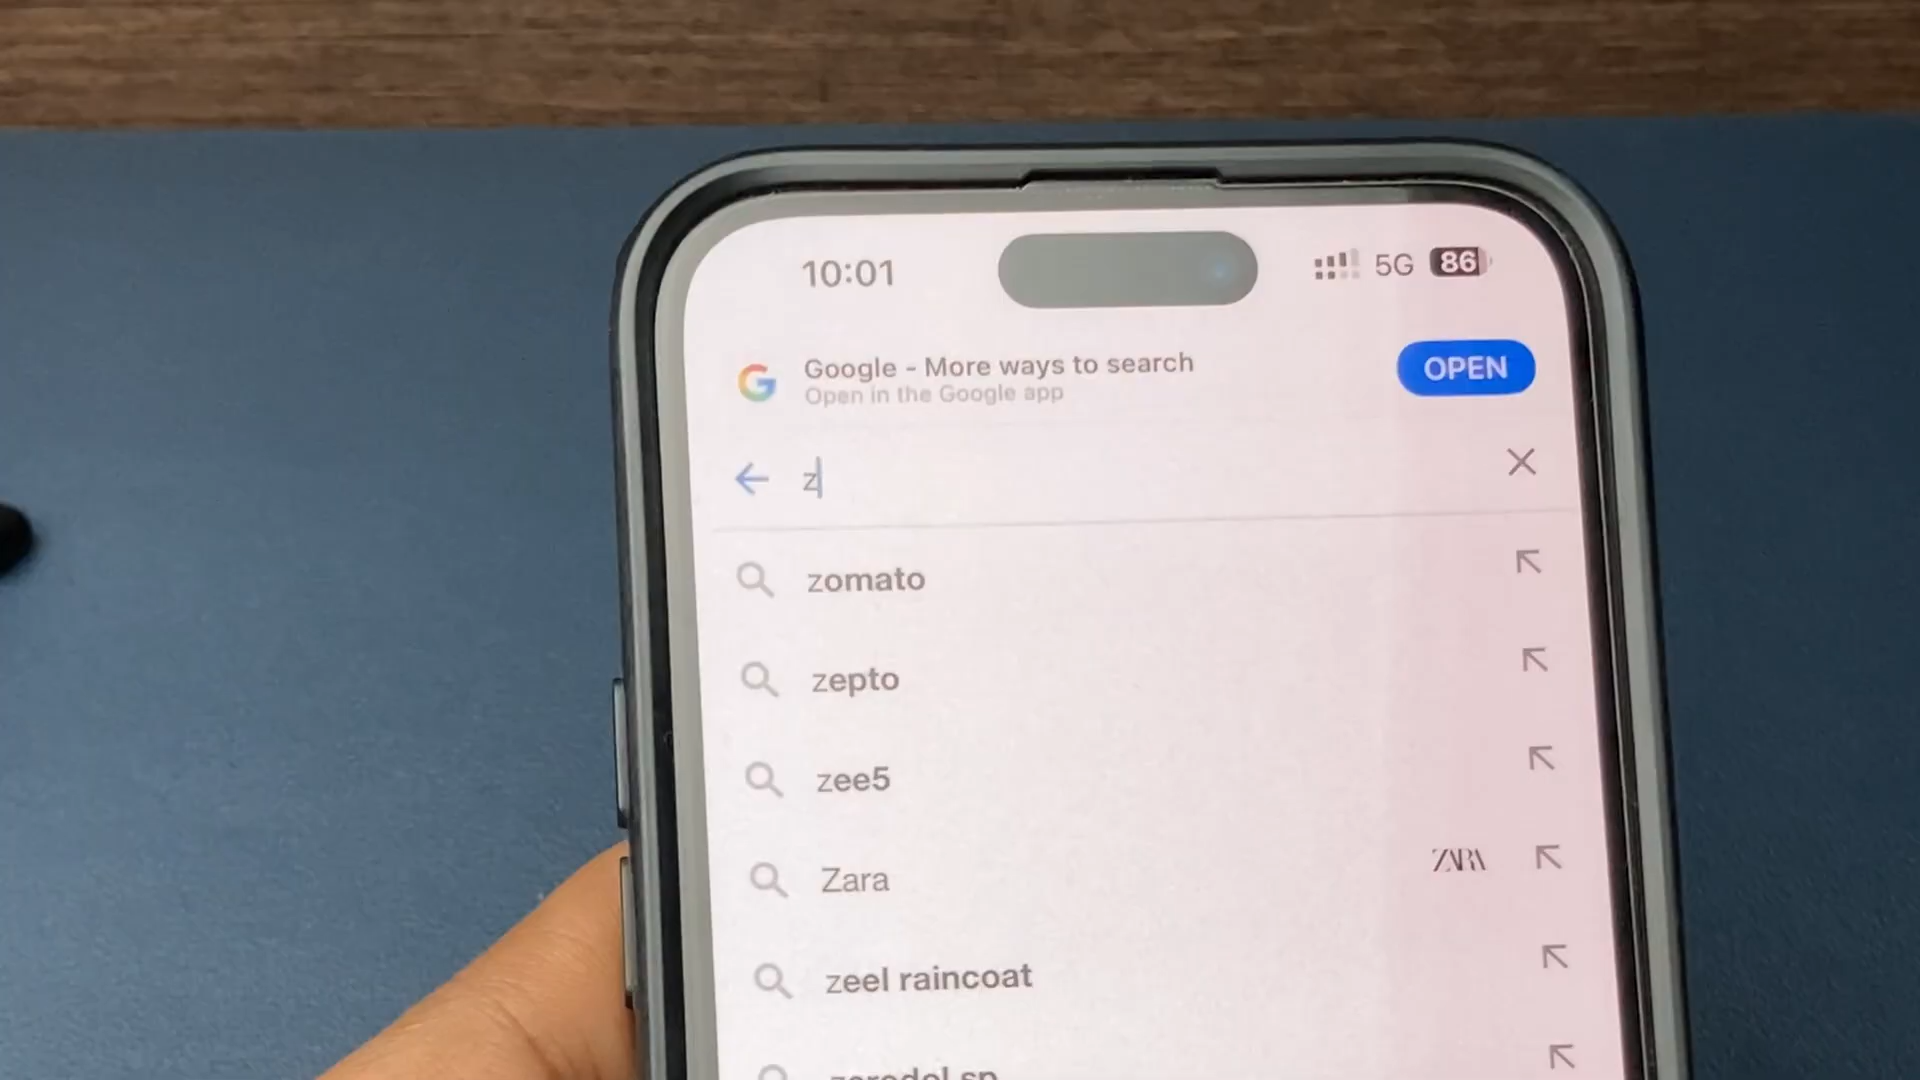 10:01
5G 86
Google - More ways to search
Open in the Google app
OPEN
z
zomato
zepto
zee5
Zara
ZARA
zeel raincoat